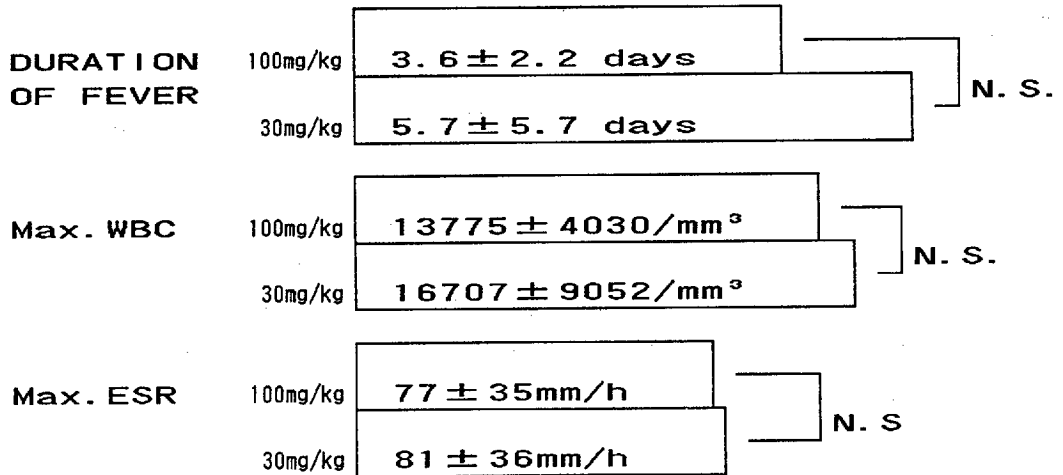 DURATION 100mg/kg 3.6±2.2 days
OF FEVER N.S.
30mg/kg 5.7±5.7 days
Max. WBC 100mg/kg 13775±4030/mm³
N.S.
30mg/kg 16707±9052/mm³
Max. ESR 100mg/kg 77±35mm/h
N.S
30mg/kg 81±36mm/h